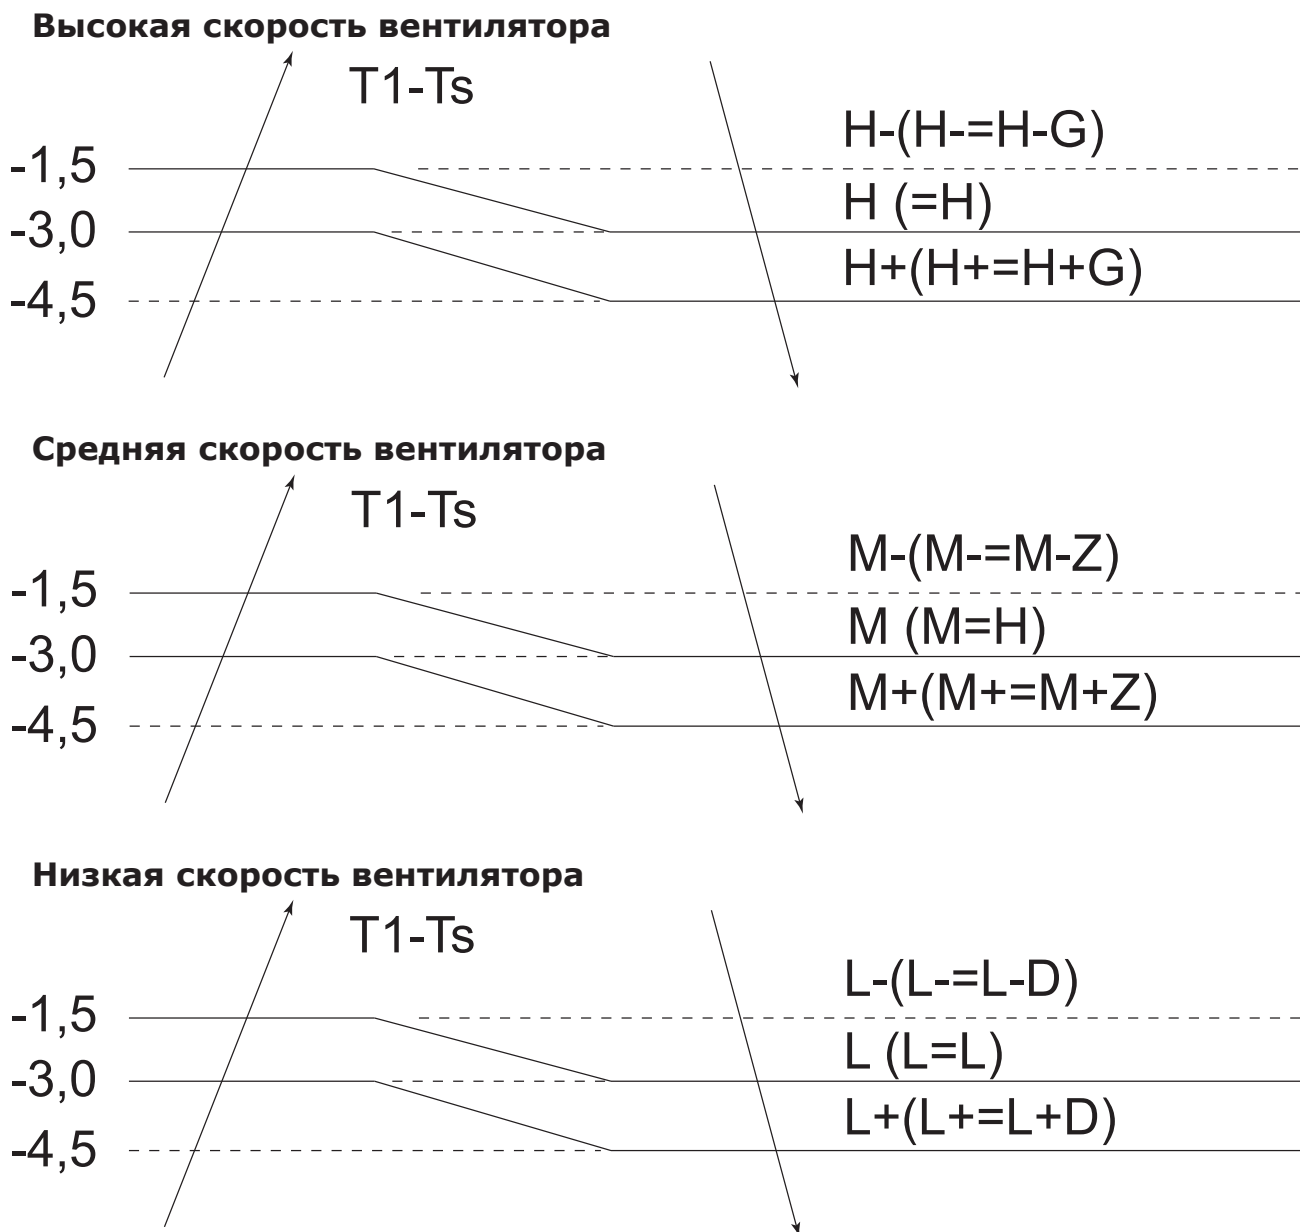 Высокая скорость вентилятора
T1-Ts
H-(H-=H-G)
-1,5
H (=H)
-3,0
H+(H+=H+G)
-4,5
Средняя скорость вентилятора
T1-Ts
M-(M-=M-Z)
-1,5
M (M=H)
-3,0
M+(M+=M+Z)
-4,5
Низкая скорость вентилятора
T1-Ts
L-(L-=L-D)
-1,5
L (L=L)
-3,0
L+(L+=L+D)
-4,5